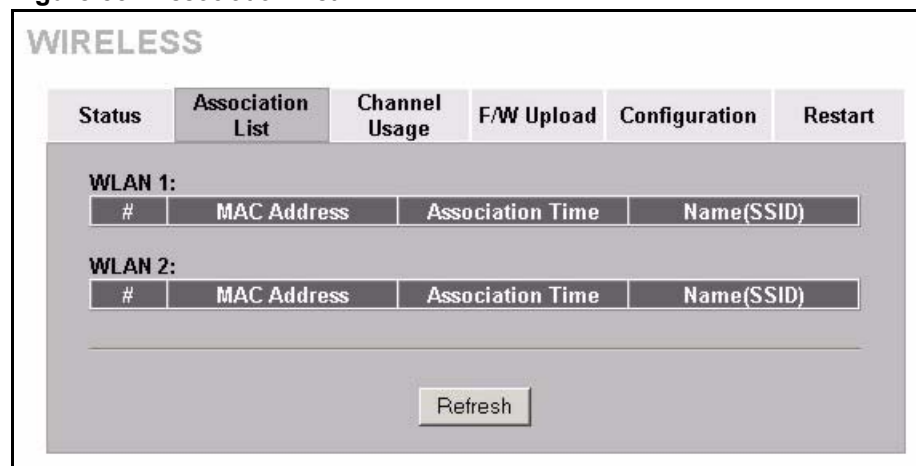 WIRELESS
Status
Association List
Channel Usage
F/W Upload
Configuration
Restart
WLAN 1:
# MAC Address Association Time Name(SSID)
WLAN 2:
# MAC Address Association Time Name(SSID)
Refresh